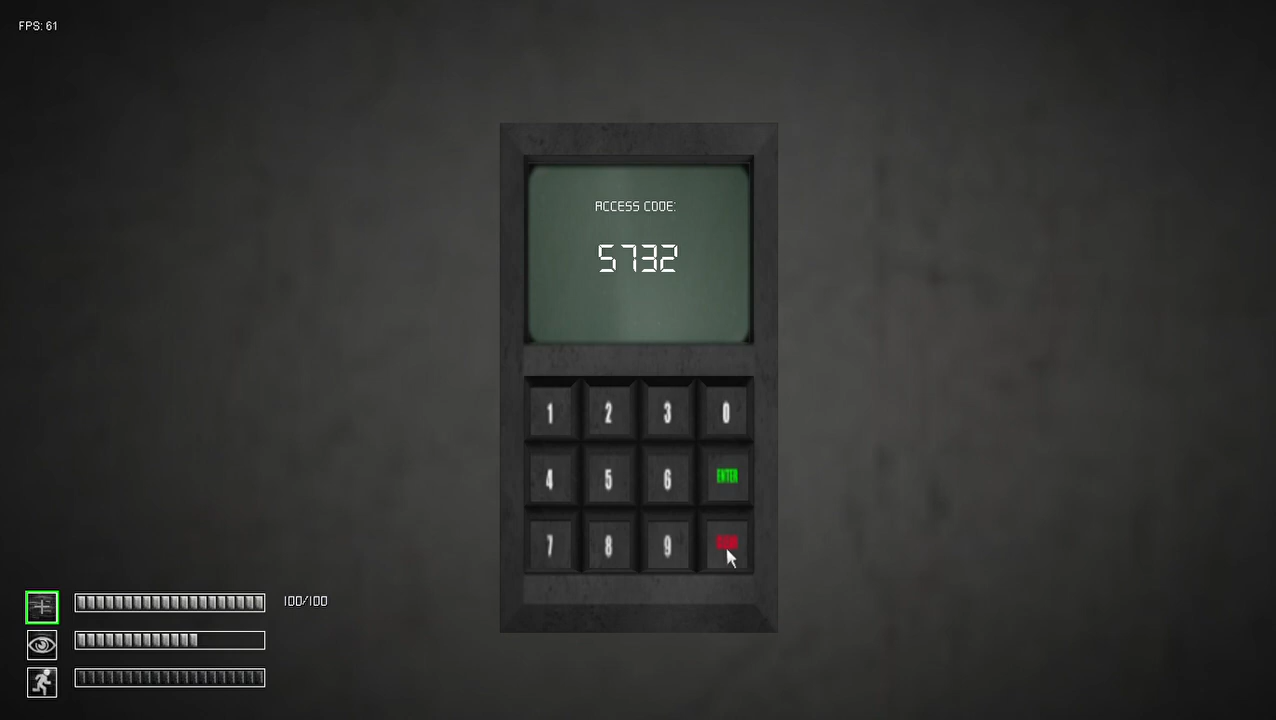 FPS: 61
ACCESS CODE:
5732
1 2 3 0
4 5 6 ENTER
7 8 9
100/100